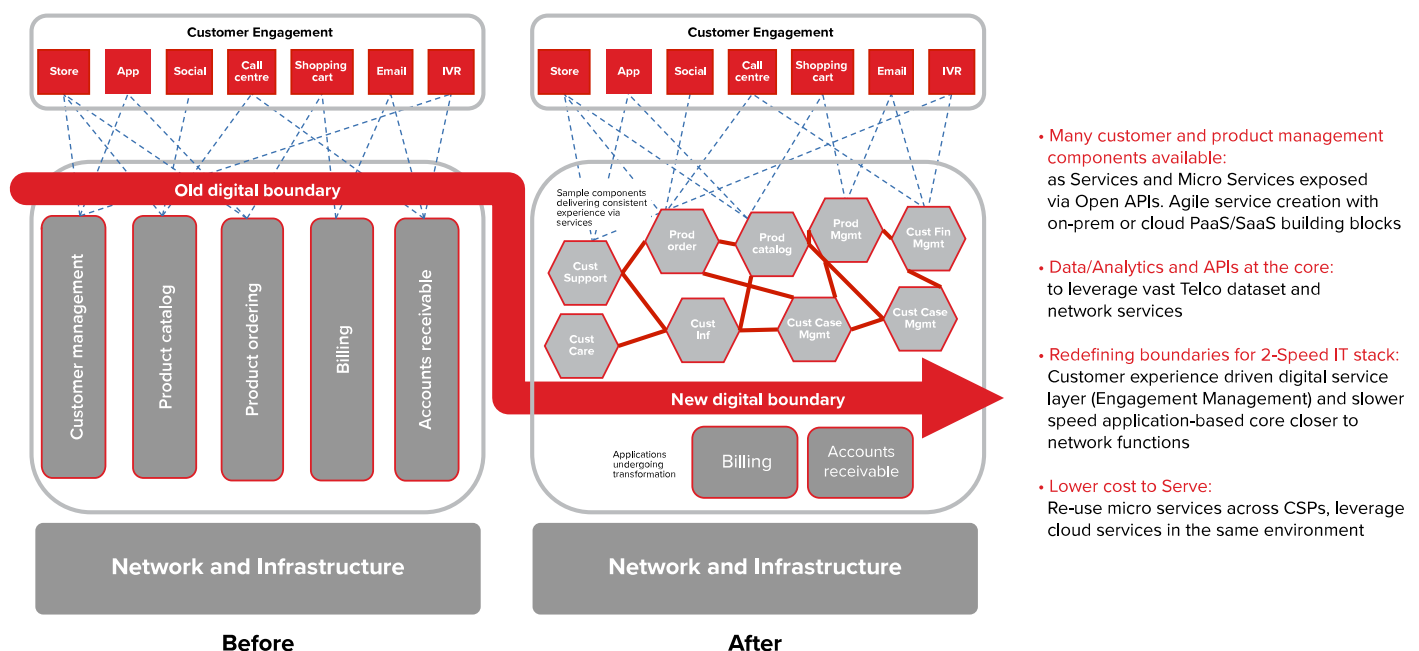 Customer Engagement
Store
App
Social
Call
centre
Shopping
cart
Email
IVR
Old digital boundary
Customer management
Product catalog
Product ordering
Billing
Accounts receivable
Network and Infrastructure
Before
Customer Engagement
Store
App
Social
Call
centre
Shopping
cart
Email
IVR
Sample components
delivering consistent
experience via
services
Cust
Support
Prod
order
Prod
catalog
Prod
Mgmt
Cust Fin
Mgmt
Cust
Care
Cust
Inf
Cust Case
Mgmt
Cust Case
Mgmt
New digital boundary
Applications
undergoing
transformation
Billing
Accounts
receivable
Network and Infrastructure
After
• Many customer and product management
components available:
as Services and Micro Services exposed
via Open APIs. Agile service creation with
on-prem or cloud PaaS/SaaS building blocks
• Data/Analytics and APIs at the core:
to leverage vast Telco dataset and
network services
• Redefining boundaries for 2-Speed IT stack:
Customer experience driven digital service
layer (Engagement Management) and slower
speed application-based core closer to
network functions
• Lower cost to Serve:
Re-use micro services across CSPs, leverage
cloud services in the same environment